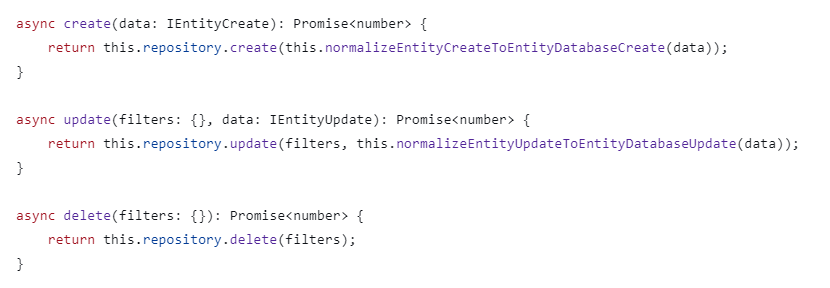 async create(data: IEntityCreate): Promise<number> {
    return this.repository.create(this.normalizeEntityCreateToEntityDatabaseCreate(data));
}

async update(filters: {}, data: IEntityUpdate): Promise<number> {
    return this.repository.update(filters, this.normalizeEntityUpdateToEntityDatabaseUpdate(data));
}

async delete(filters: {}): Promise<number> {
    return this.repository.delete(filters);
}